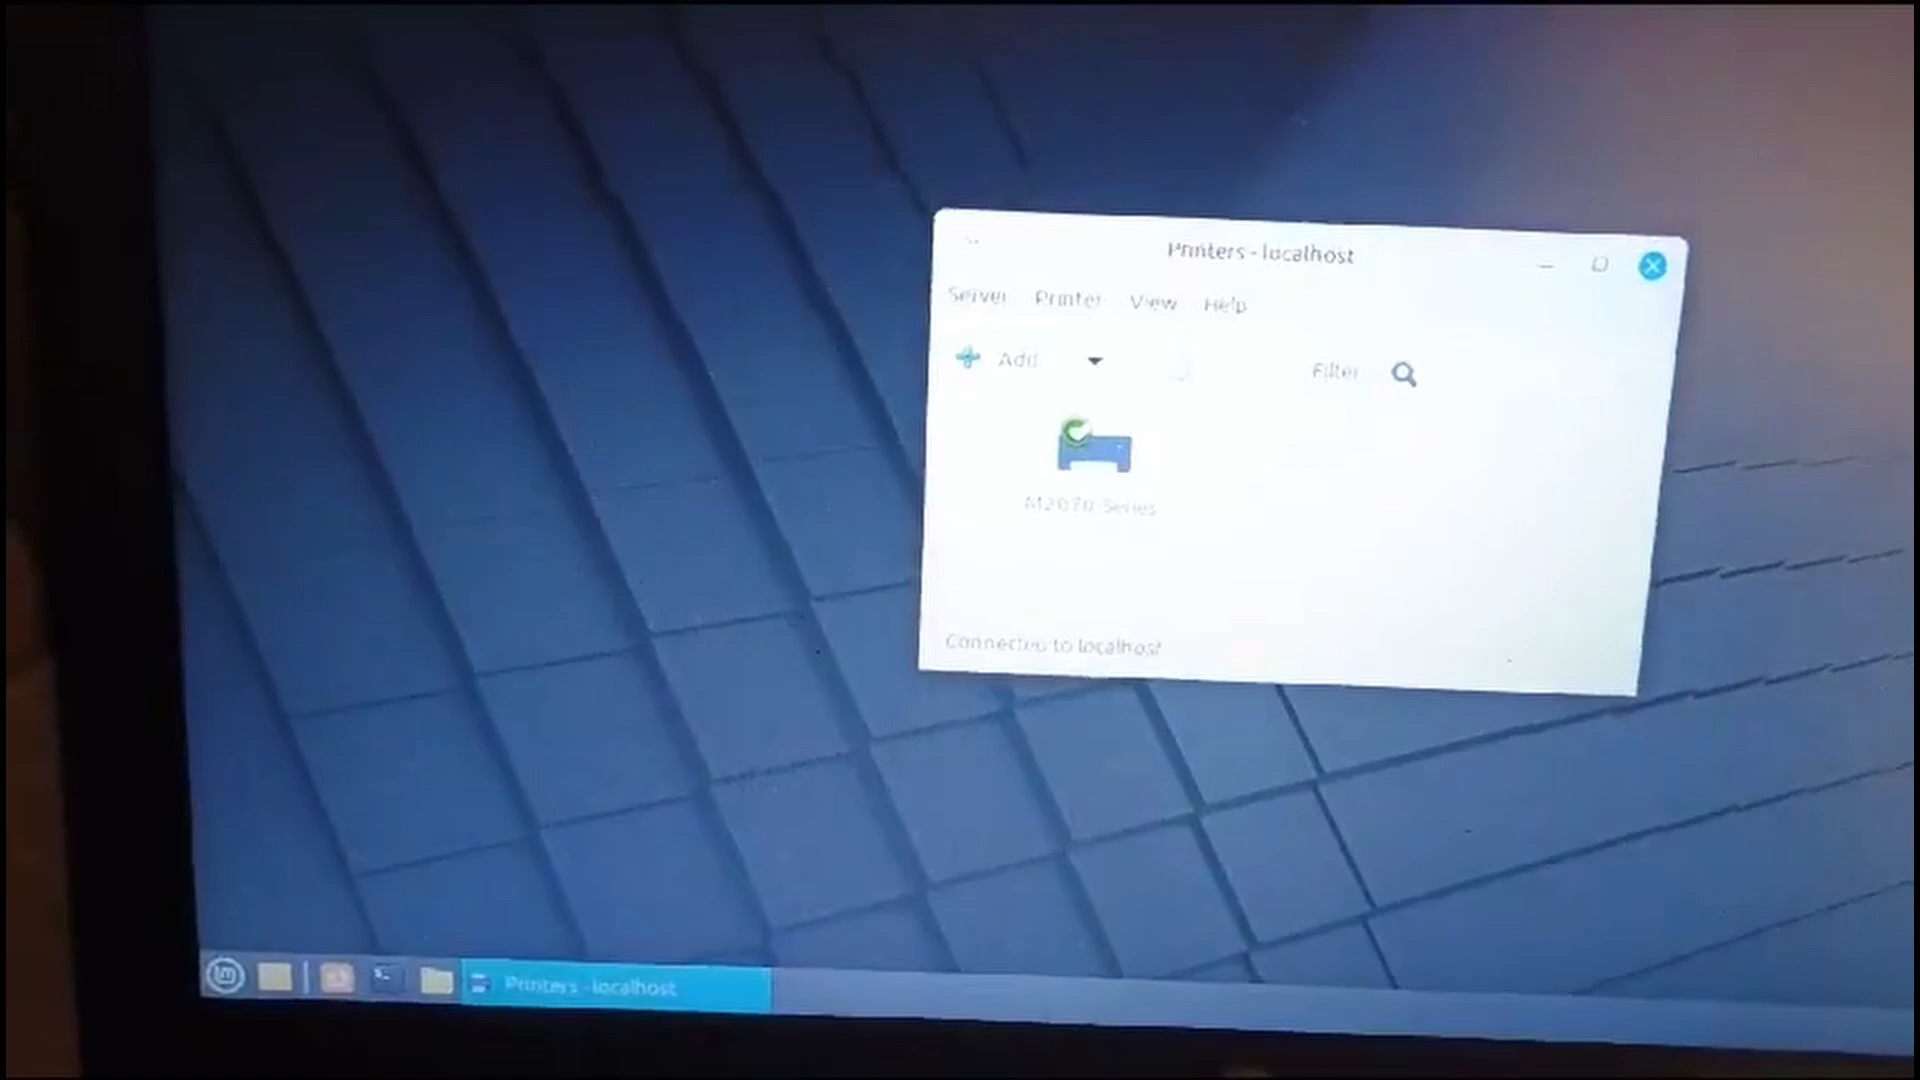 Printers - localhost
Server Printer View Help
Add Filter
M2070 Series
Connected to localhost
Printers - localhost